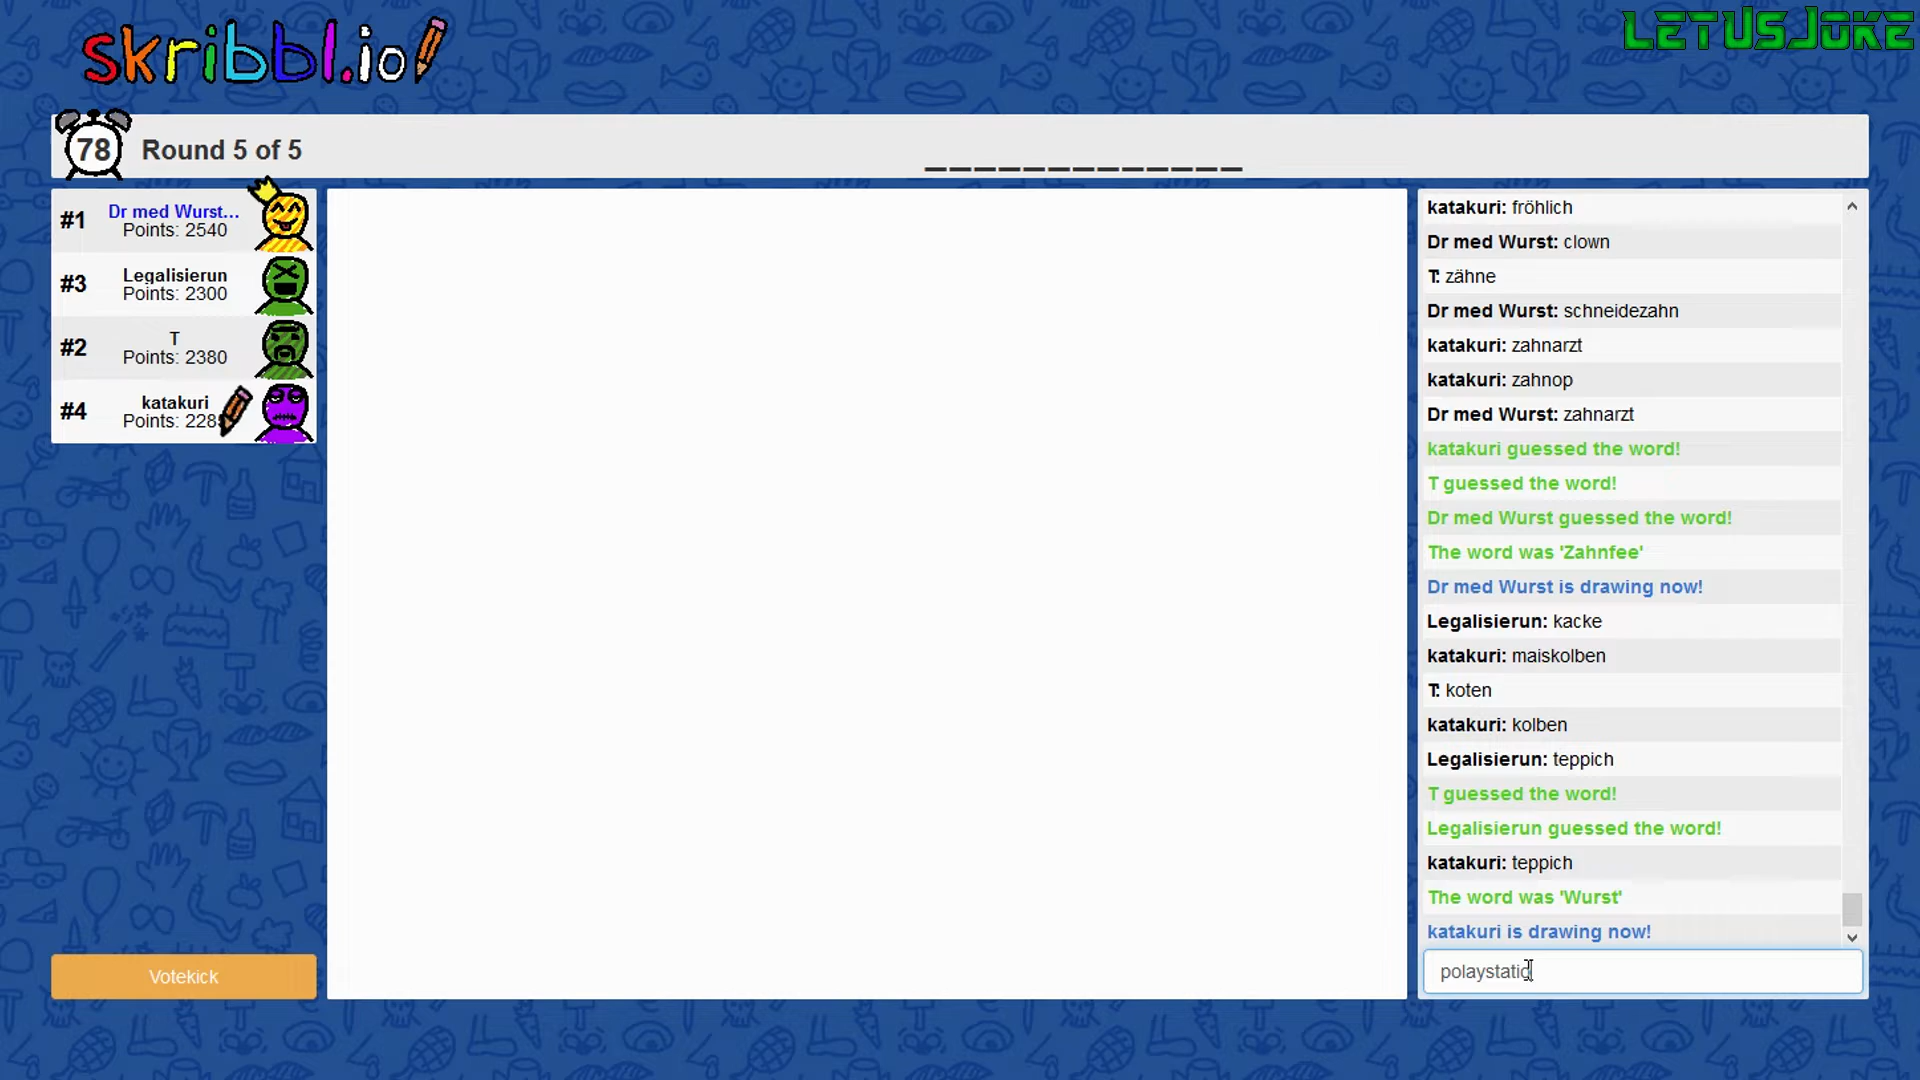 skribbl.io
LETUSJOKE
78
Round 5 of 5
_____________
#1
Dr med Wurst...
Points: 2540
#3
Legalisierun
Points: 2300
#2
T
Points: 2380
#4
katakuri
Points: 228
Votekick
katakuri: fröhlich
Dr med Wurst: clown
T: zähne
Dr med Wurst: schneidezahn
katakuri: zahnarzt
katakuri: zahnop
Dr med Wurst: zahnarzt
katakuri guessed the word!
T guessed the word!
Dr med Wurst guessed the word!
The word was 'Zahnfee'
Dr med Wurst is drawing now!
Legalisierun: kacke
katakuri: maiskolben
T: koten
katakuri: kolben
Legalisierun: teppich
T guessed the word!
Legalisierun guessed the word!
katakuri: teppich
The word was 'Wurst'
katakuri is drawing now!